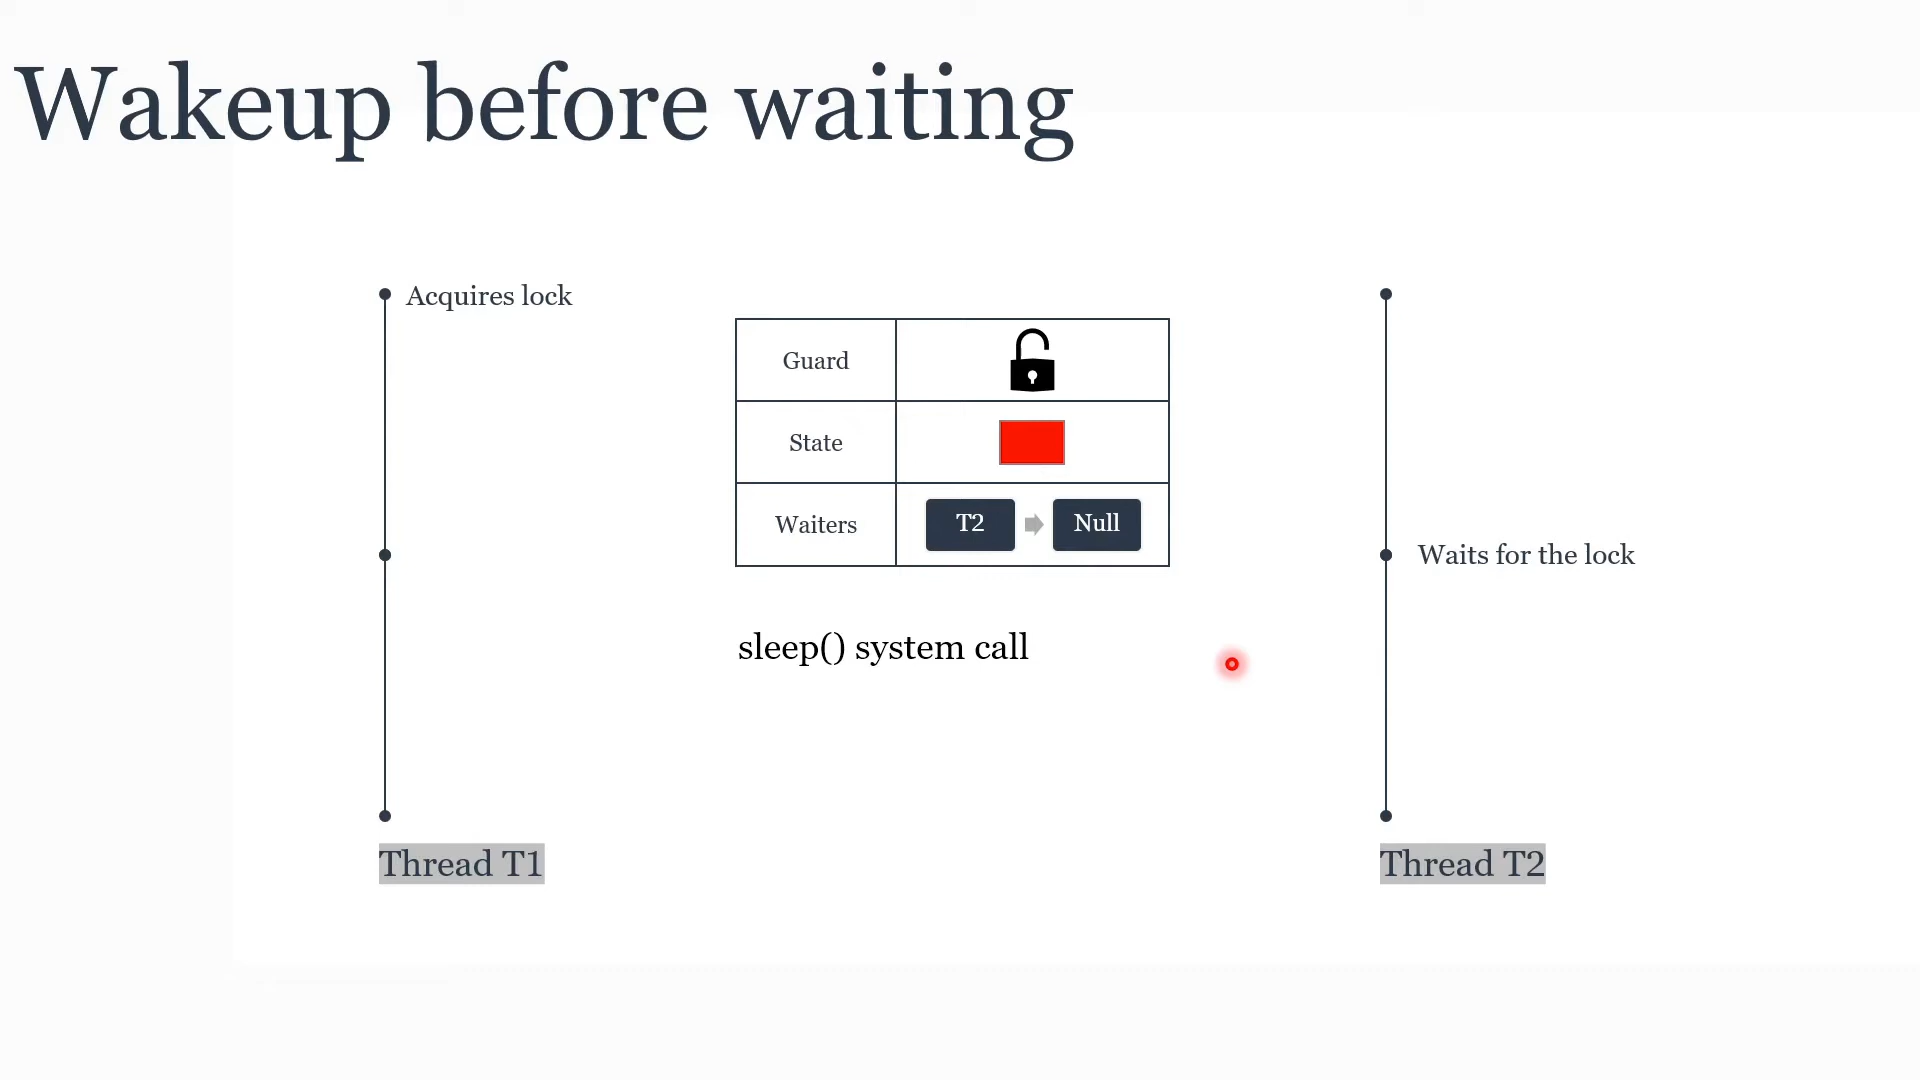 Wakeup before waiting
Acquires lock
Guard
State
Waiters
T2
Null
Waits for the lock
sleep() system call
Thread T1
Thread T2